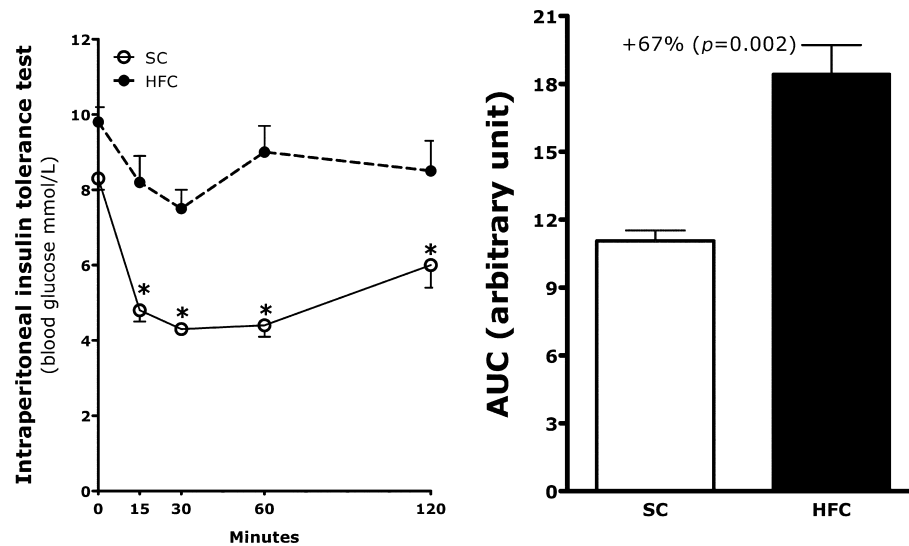 Intraperitoneal insulin tolerance test
(blood glucose mmol/L)
12
10
8
6
4
2
0
SC
HFC
*
*
*
*
0 15 30 60 120
Minutes
AUC (arbitrary unit)
21
18
15
12
9
6
3
0
+67% (p=0.002)
SC HFC